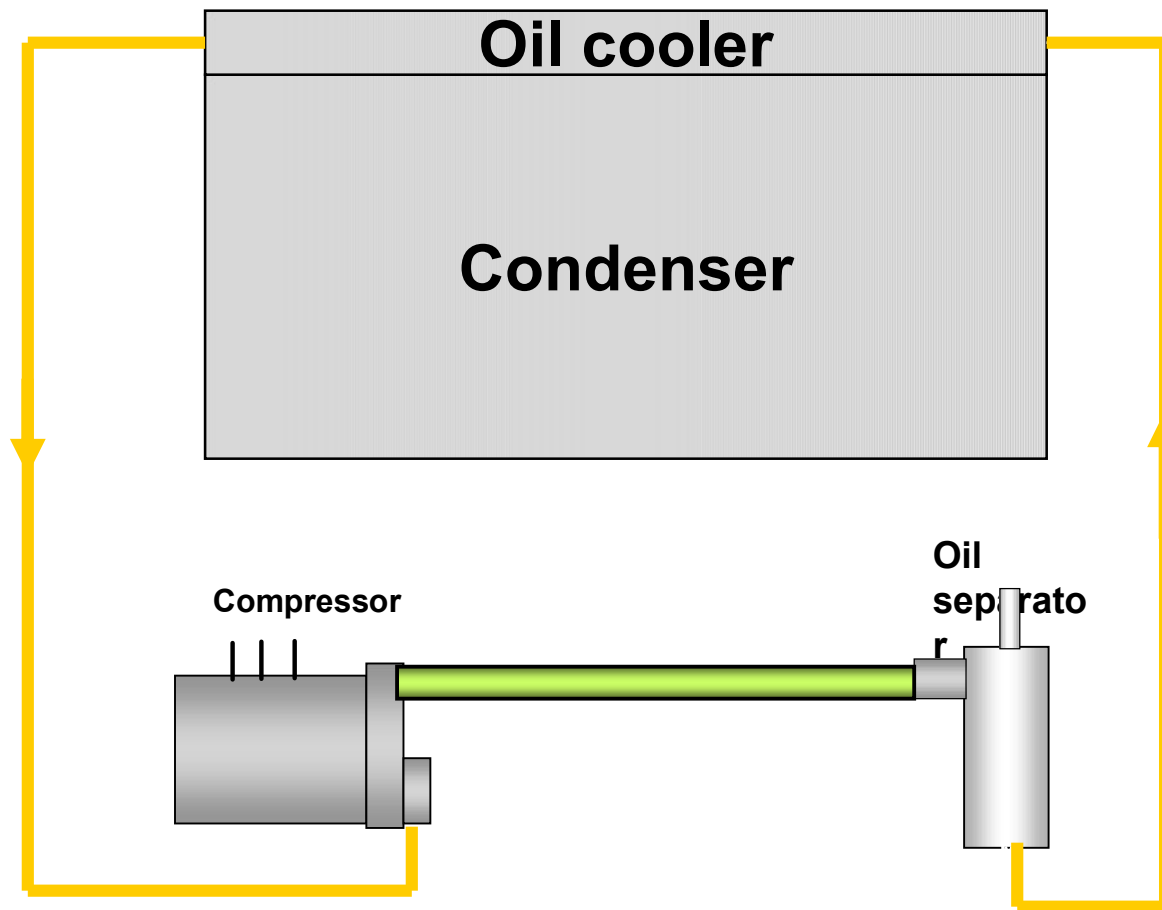 Oil cooler
Condenser
Oil
separato
r
Compressor